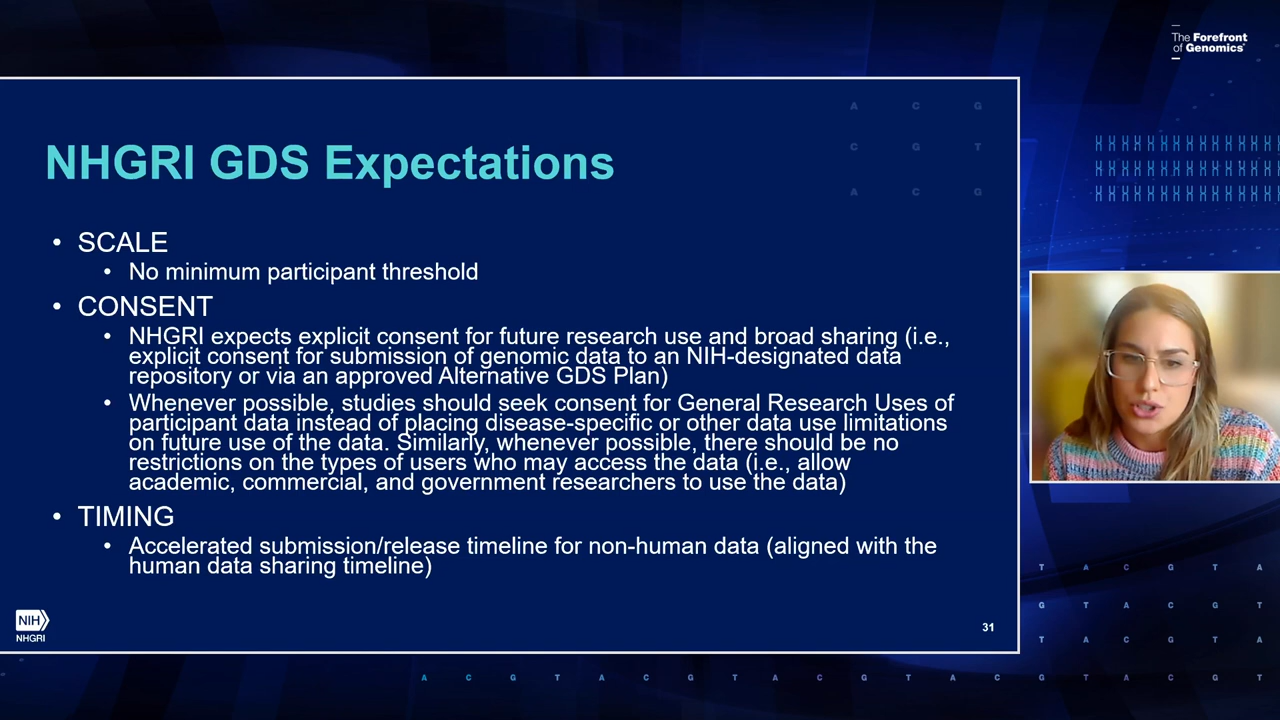 The Forefront
of Genomics®
A C G
C G T
A C G
NHGRI GDS Expectations
• SCALE
• No minimum participant threshold
• CONSENT
• NHGRI expects explicit consent for future research use and broad sharing (i.e.,
explicit consent for submission of genomic data to an NIH-designated data
repository or via an approved Alternative GDS Plan)
• Whenever possible, studies should seek consent for General Research Uses of
participant data instead of placing disease-specific or other data use limitations
on future use of the data. Similarly, whenever possible, there should be no
restrictions on the types of users who may access the data (i.e., allow
academic, commercial, and government researchers to use the data)
• TIMING
• Accelerated submission/release timeline for non-human data (aligned with the
human data sharing timeline)
NIH
NHGRI
31
T A C G T A
G T A C G T
T A C G T A
A C G T A C G T A C G T A C G T A C G T